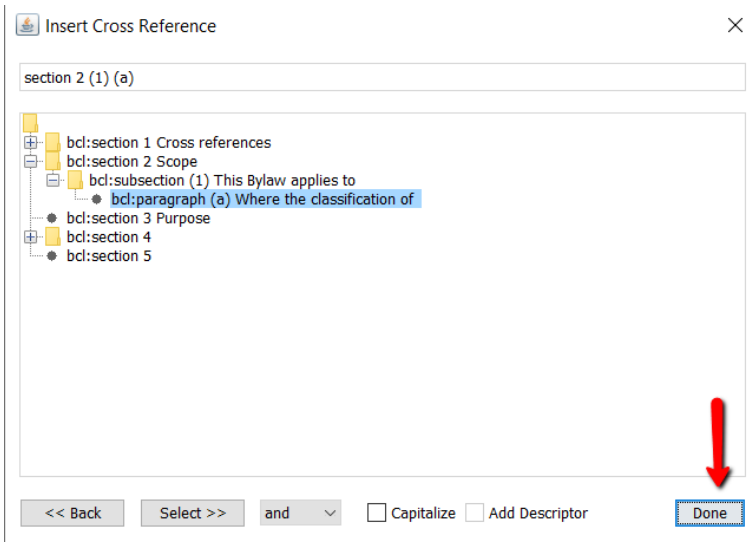 Insert Cross Reference
section 2 (1) (a)
bcl:section 1 Cross references
bcl:section 2 Scope
bcl:subsection (1) This Bylaw applies to
bcl:paragraph (a) Where the classification of
bcl:section 3 Purpose
bcl:section 4
bcl:section 5
<< Back Select >> and Capitalize Add Descriptor Done